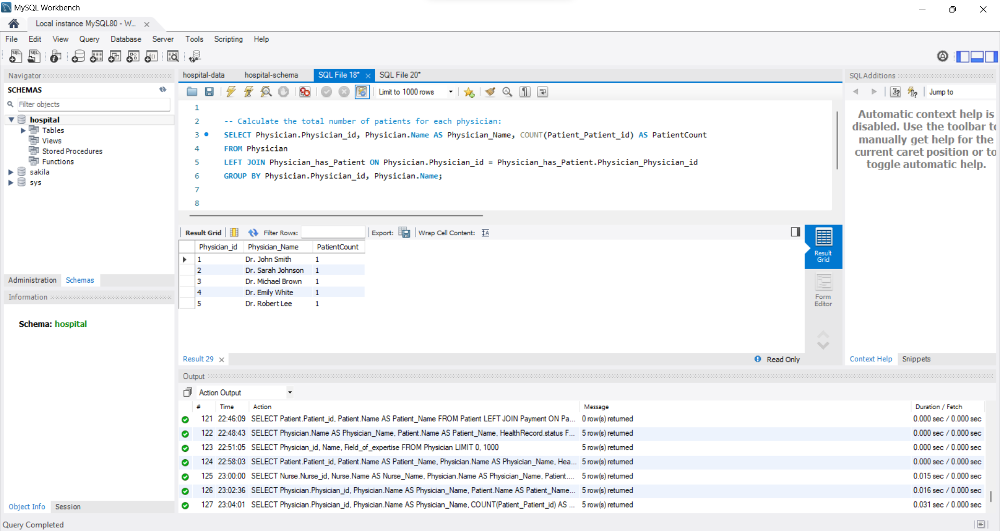 MySQL Workbench
Local instance MySQL80 - W...
File Edit View Query Database Server Tools Scripting Help
Navigator
SCHEMAS
Filter objects
hospital
Tables
Views
Stored Procedures
Functions
sakila
sys
Administration Schemas
Information
Schema: hospital
Object Info Session
hospital-data hospital-schema SQL File 18* SQL File 20*
Limit to 1000 rows
1
2 -- Calculate the total number of patients for each physician:
3 SELECT Physician.Physician_id, Physician.Name AS Physician_Name, COUNT(Patient_Patient_id) AS PatientCount
4 FROM Physician
5 LEFT JOIN Physician_has_Patient ON Physician.Physician_id = Physician_has_Patient.Physician_Physician_id
6 GROUP BY Physician.Physician_id, Physician.Name;
7
8
Result Grid Filter Rows: Export: Wrap Cell Content:
Physician_id Physician_Name PatientCount
1 Dr. John Smith 1
2 Dr. Sarah Johnson 1
3 Dr. Michael Brown 1
4 Dr. Emily White 1
5 Dr. Robert Lee 1
Result
Grid
Form
Editor
Result 29
Read Only
SQLAdditions
Jump to
Automatic context help is
disabled. Use the toolbar to
manually get help for the
current caret position or to
toggle automatic help.
Context Help Snippets
Output
Action Output
# Time Action Message Duration / Fetch
121 22:46:09 SELECT Patient.Patient_id, Patient.Name AS Patient_Name FROM Patient LEFT JOIN Payment ON Pa... 0 row(s) returned 0.000 sec / 0.000 sec
122 22:48:43 SELECT Physician.Name AS Physician_Name, Patient.Name AS Patient_Name, HealthRecord.status F... 5 row(s) returned 0.000 sec / 0.000 sec
123 22:51:05 SELECT Physician_id, Name, Field_of_expertise FROM Physician LIMIT 0, 1000 5 row(s) returned 0.000 sec / 0.000 sec
124 22:58:03 SELECT Patient.Patient_id, Patient.Name AS Patient_Name, Physician.Name AS Physician_Name, Hea... 5 row(s) returned 0.000 sec / 0.000 sec
125 23:00:00 SELECT Nurse.Nurse_id, Nurse.Name AS Nurse_Name, Physician.Name AS Physician_Name, Patient.... 5 row(s) returned 0.015 sec / 0.000 sec
126 23:02:36 SELECT Physician.Physician_id, Physician.Name AS Physician_Name, Patient.Name AS Patient_Name... 5 row(s) returned 0.016 sec / 0.000 sec
127 23:04:01 SELECT Physician.Physician_id, Physician.Name AS Physician_Name, COUNT(Patient_Patient_id) AS ... 5 row(s) returned 0.031 sec / 0.000 sec
Query Completed